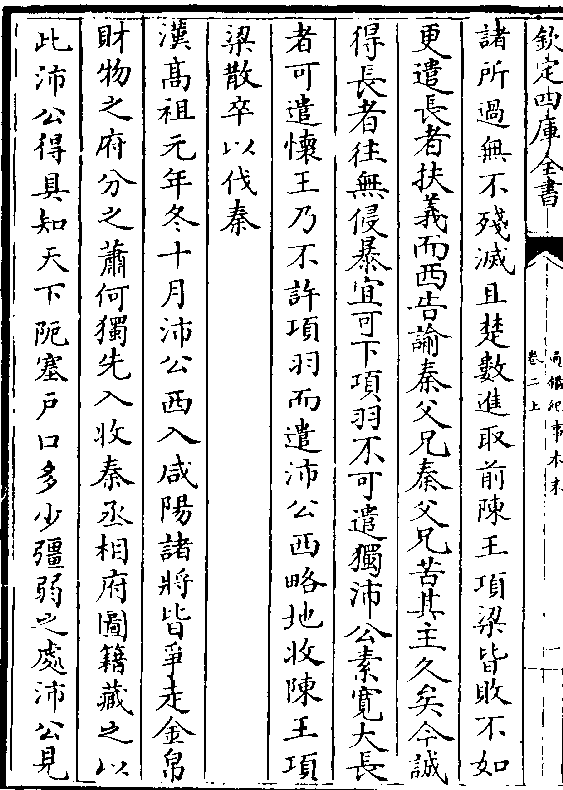 欽定四庫全書
通鑑紀事本末
卷二上
諸所過無不殘滅且楚數進取前陳王項梁皆敗不如
更遣長者扶義而西告諭秦父兄秦父兄苦其主久矣今誠
得長者往無侵暴宜可下項羽不可遣獨沛公素寛大長
者可遣懷王乃不許項羽而遣沛公西略地收陳王項
梁散卒以伐秦
漢髙祖元年冬十月沛公西入咸陽諸將皆爭走金帛
財物之府分之蕭何獨先入收秦丞相府圖籍藏之以
此沛公得具知天下阨塞戸口多少彊弱之處沛公見